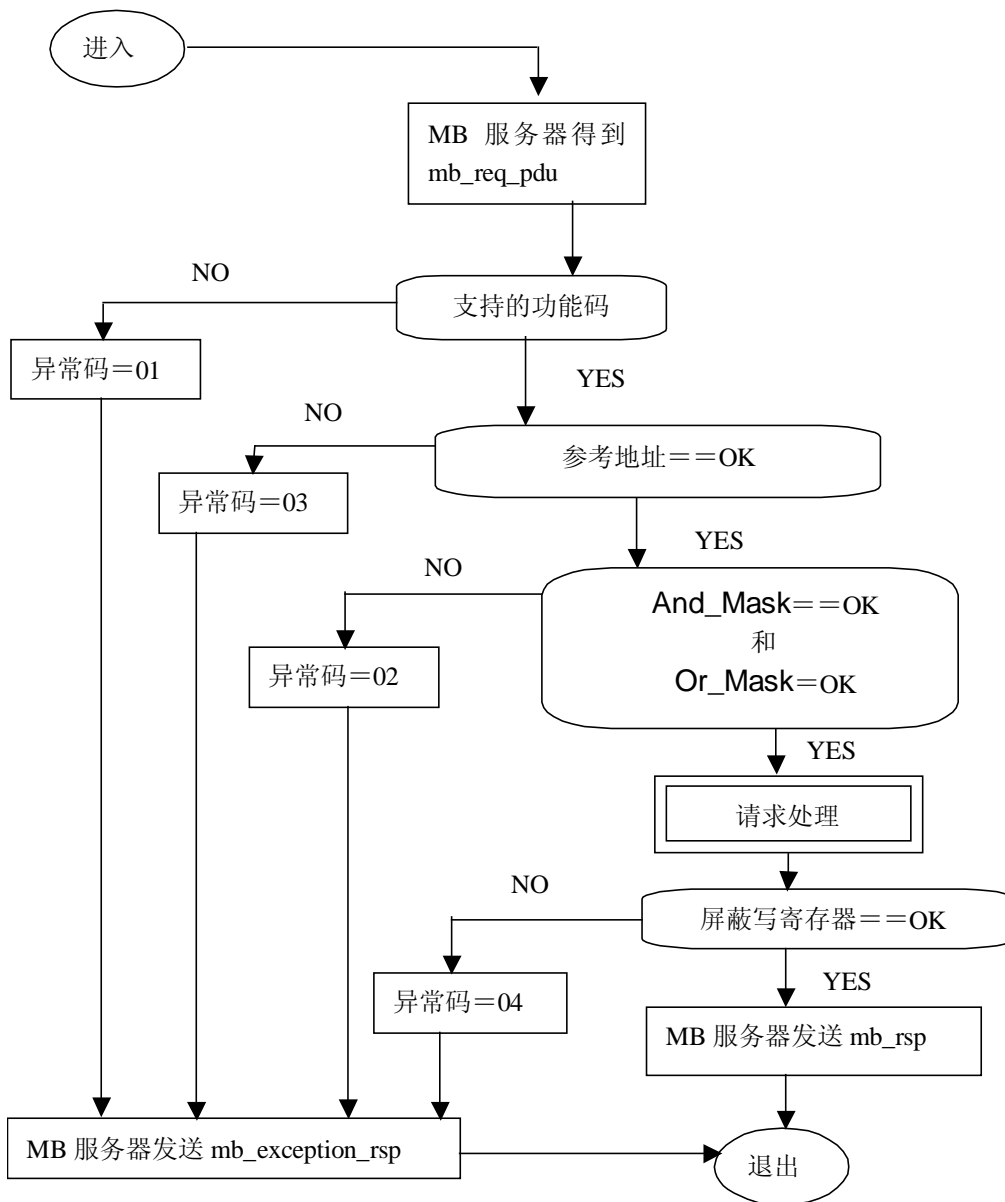 进入
MB 服务器得到
mb_req_pdu
NO
支持的功能码
异常码＝01
YES
NO
参考地址＝＝OK
异常码＝03
YES
NO
And_Mask＝＝OK
和
Or_Mask＝OK
异常码＝02
YES
请求处理
NO
屏蔽写寄存器＝＝OK
异常码＝04
YES
MB 服务器发送 mb_rsp
MB 服务器发送 mb_exception_rsp
退出